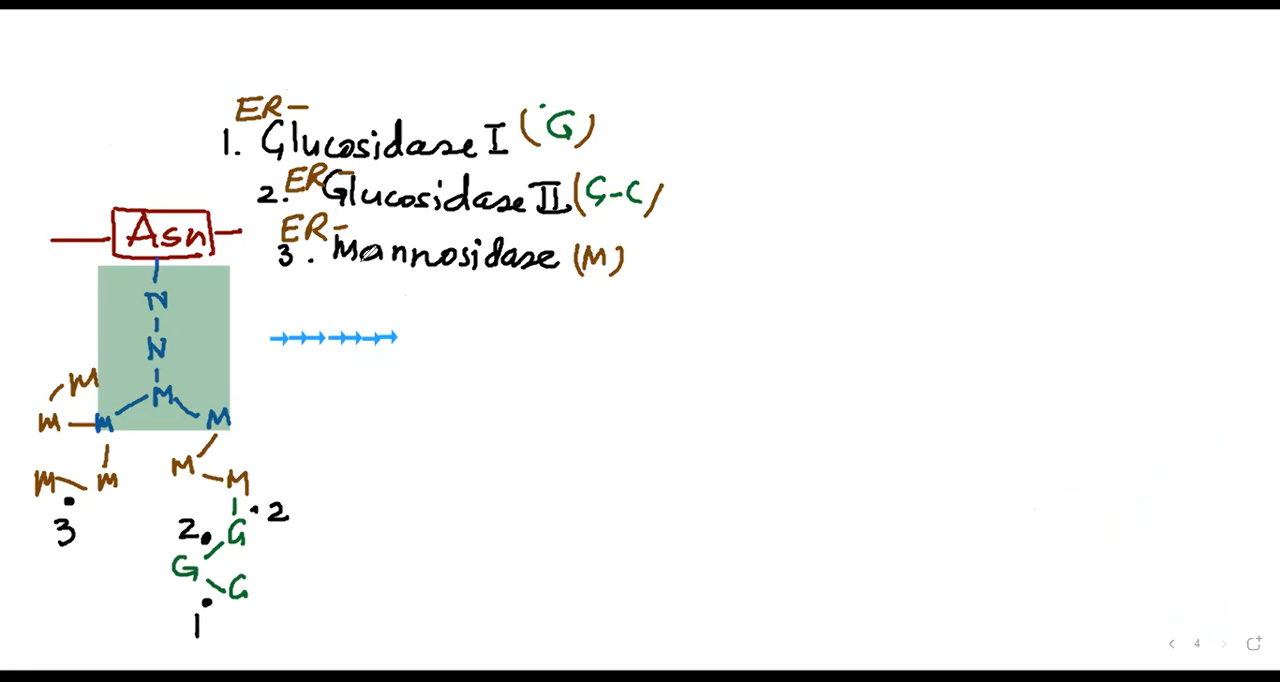 ER-
1. Glucosidase I (G)
ER-
2. Glucosidase II (G-G)
ER-
3. Mannosidase (M)
Asn
N
N
M
M
M M M
M M
M M
3
M
2
2 G
G
G
1
4